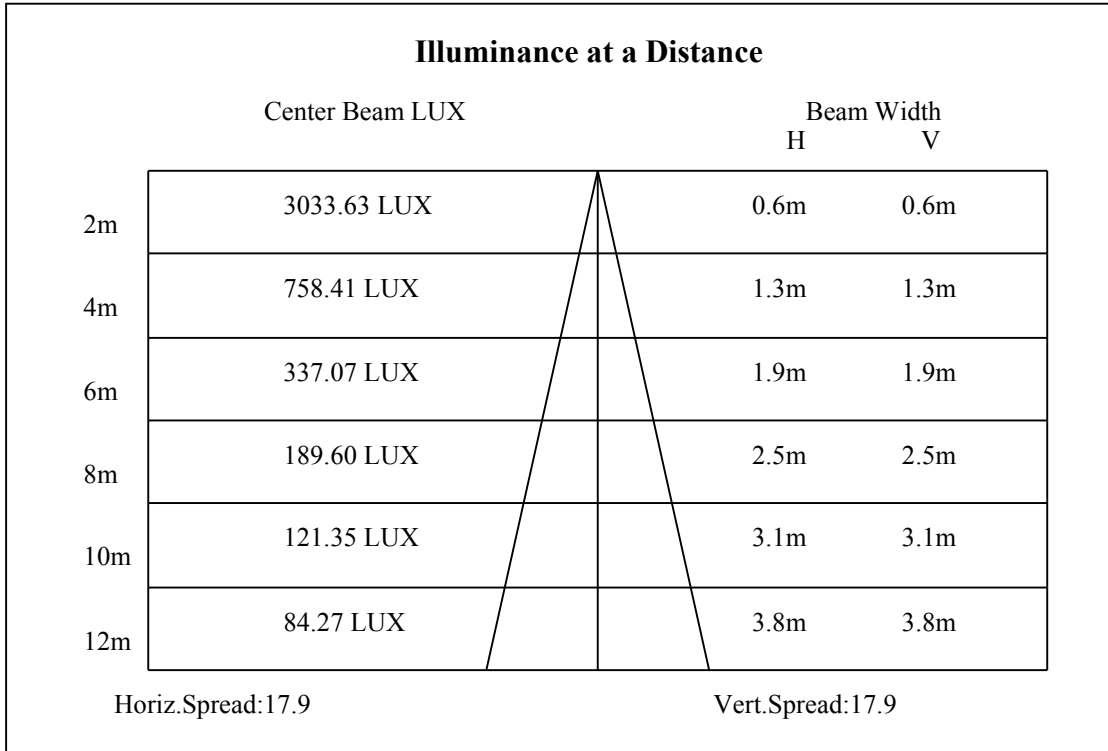 Illuminance at a Distance
Center Beam LUX Beam Width
H V
2m 3033.63 LUX 0.6m 0.6m
4m 758.41 LUX 1.3m 1.3m
6m 337.07 LUX 1.9m 1.9m
8m 189.60 LUX 2.5m 2.5m
10m 121.35 LUX 3.1m 3.1m
12m 84.27 LUX 3.8m 3.8m
Horiz.Spread:17.9 Vert.Spread:17.9